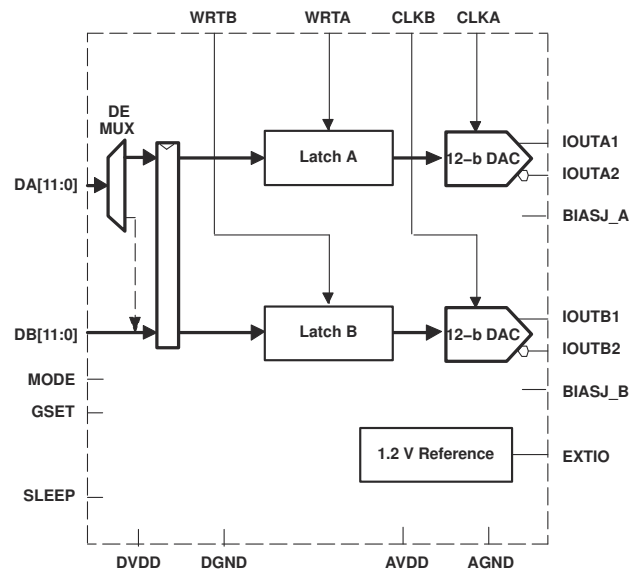 WRTB WRTA CLKB CLKA
DE
MUX
Latch A
12–b DAC
IOUTA1
DA[11:0]
IOUTA2
BIASJ_A
DB[11:0]
Latch B
12–b DAC
IOUTB1
IOUTB2
MODE
BIASJ_B
GSET
1.2 V Reference
EXTIO
SLEEP
DVDD DGND AVDD AGND